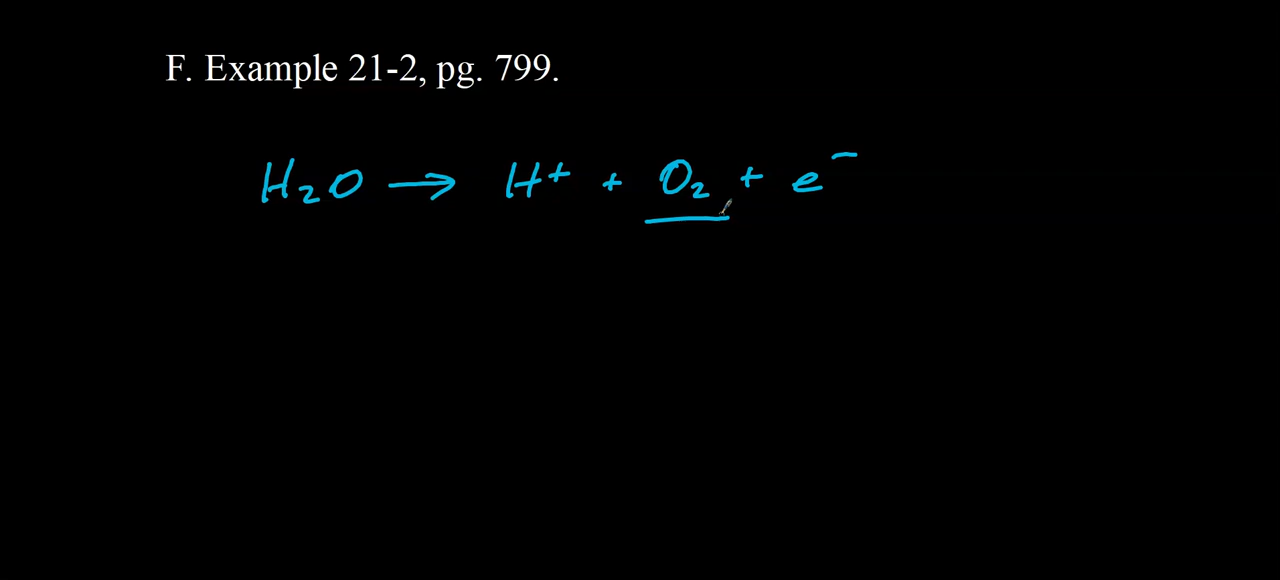 F. Example 21-2, pg. 799.
H₂O → H⁺ + O₂ + e⁻